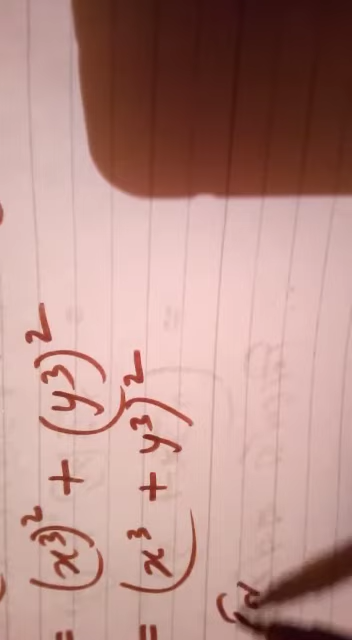 = (x³)² + (y³)²
= (x³ + y³)²